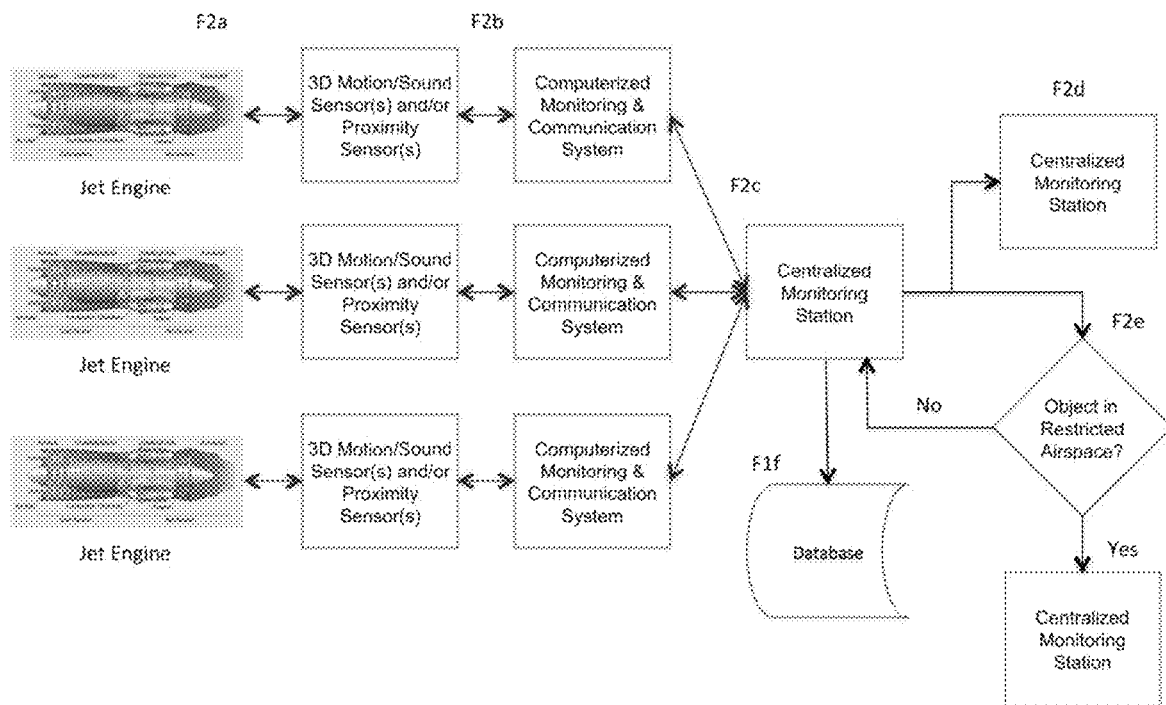 F2a
F2b
3D Motion/Sound
Sensor(s) and/or
Proximity
Sensor(s)
Computerized
Monitoring &
Communication
System
Jet Engine
F2d
Centralized
Monitoring
Station
F2c
3D Motion/Sound
Sensor(s) and/or
Proximity
Sensor(s)
Computerized
Monitoring &
Communication
System
Jet Engine
Centralized
Monitoring
Station
F2e
No
Object in
Restricted
Airspace?
3D Motion/Sound
Sensor(s) and/or
Proximity
Sensor(s)
Computerized
Monitoring &
Communication
System
Jet Engine
F1f
Database
Yes
Centralized
Monitoring
Station